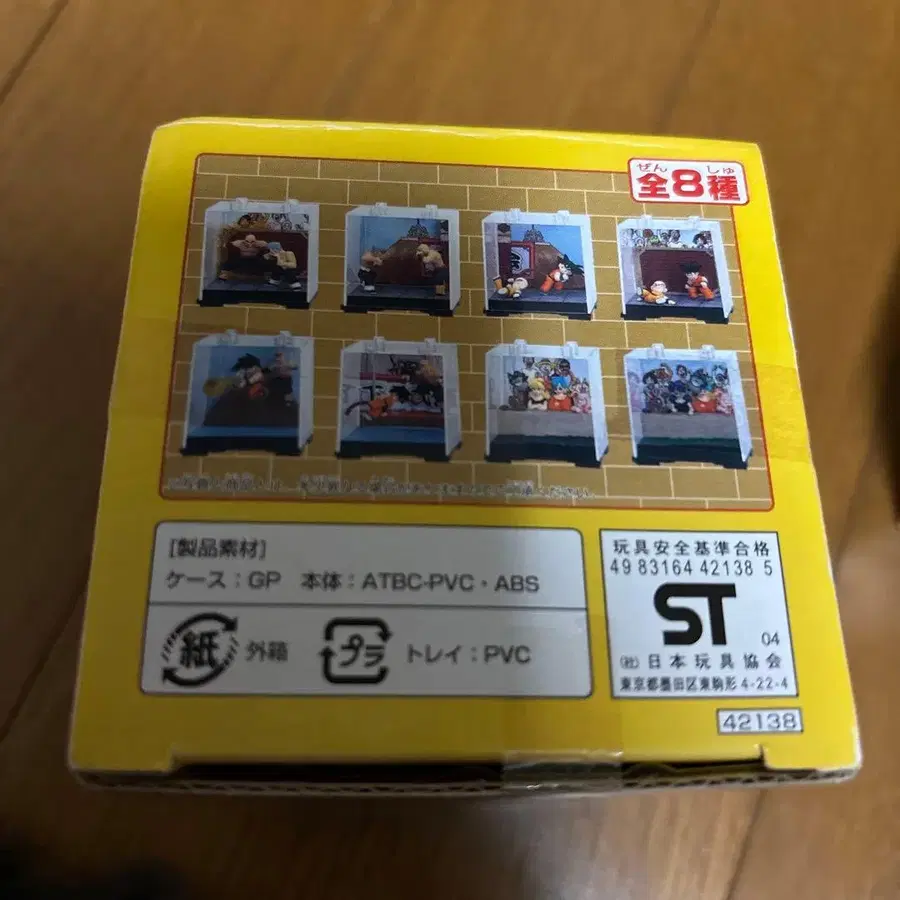 ぜん しゅ
全8種
[製品素材]
ケース:GP 本体:ATBC-PVC・ABS
紙 外箱
プラ トレイ:PVC
玩具安全基準合格
49 83164 42138 5
ST
04
(社)日本玩具協会
東京都墨田区東駒形4-22-4
42138